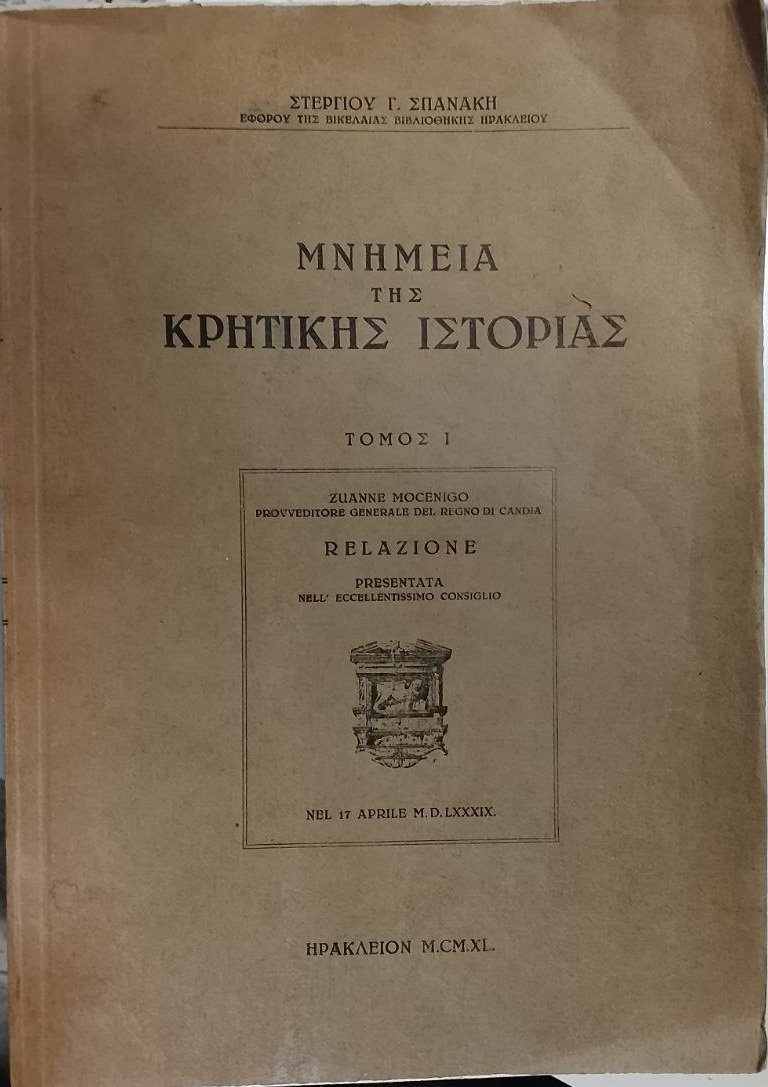 ΣΤΕΡΓΙΟΥ Γ. ΣΠΑΝΑΚΗ
ΕΦΟΡΟΥ ΤΗΣ ΒΙΚΕΛΑΙΑΣ ΒΙΒΛΙΟΘΗΚΗΣ ΗΡΑΚΛΕΙΟΥ
ΜΝΗΜΕΙΑ
ΤΗΣ
ΚΡΗΤΙΚΗΣ ΙΣΤΟΡΙΑΣ
ΤΟΜΟΣ Ι
ZUANNE MOCENIGO
PROVVEDITORE GENERALE DEL REGNO DI CANDIA
RELAZIONE
PRESENTATA
NELL' ECCELLENTISSIMO CONSIGLIO
NEL 17 APRILE M.D.LXXXIX.
ΗΡΑΚΛΕΙΟΝ M.CM.XL.